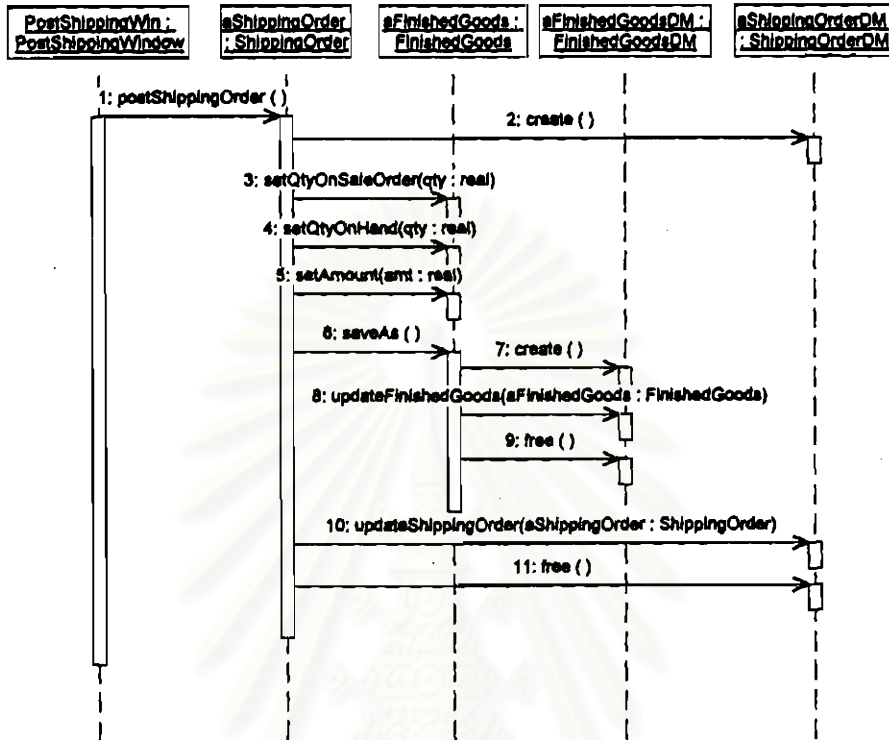 PostShippingWin :
PostShippingWindow
aShippingOrder
: ShippingOrder
aFinishedGoods :
FinishedGoods
aFinishedGoodsDM :
FinishedGoodsDM
aShippingOrderDM
: ShippingOrderDM
1: postShippingOrder ( )
2: create ( )
3: setQtyOnSaleOrder(qty : real)
4: setQtyOnHand(qty : real)
5: setAmount(amt : real)
6: saveAs ( )
7: create ( )
8: updateFinishedGoods(aFinishedGoods : FinishedGoods)
9: free ( )
10: updateShippingOrder(aShippingOrder : ShippingOrder)
11: free ( )